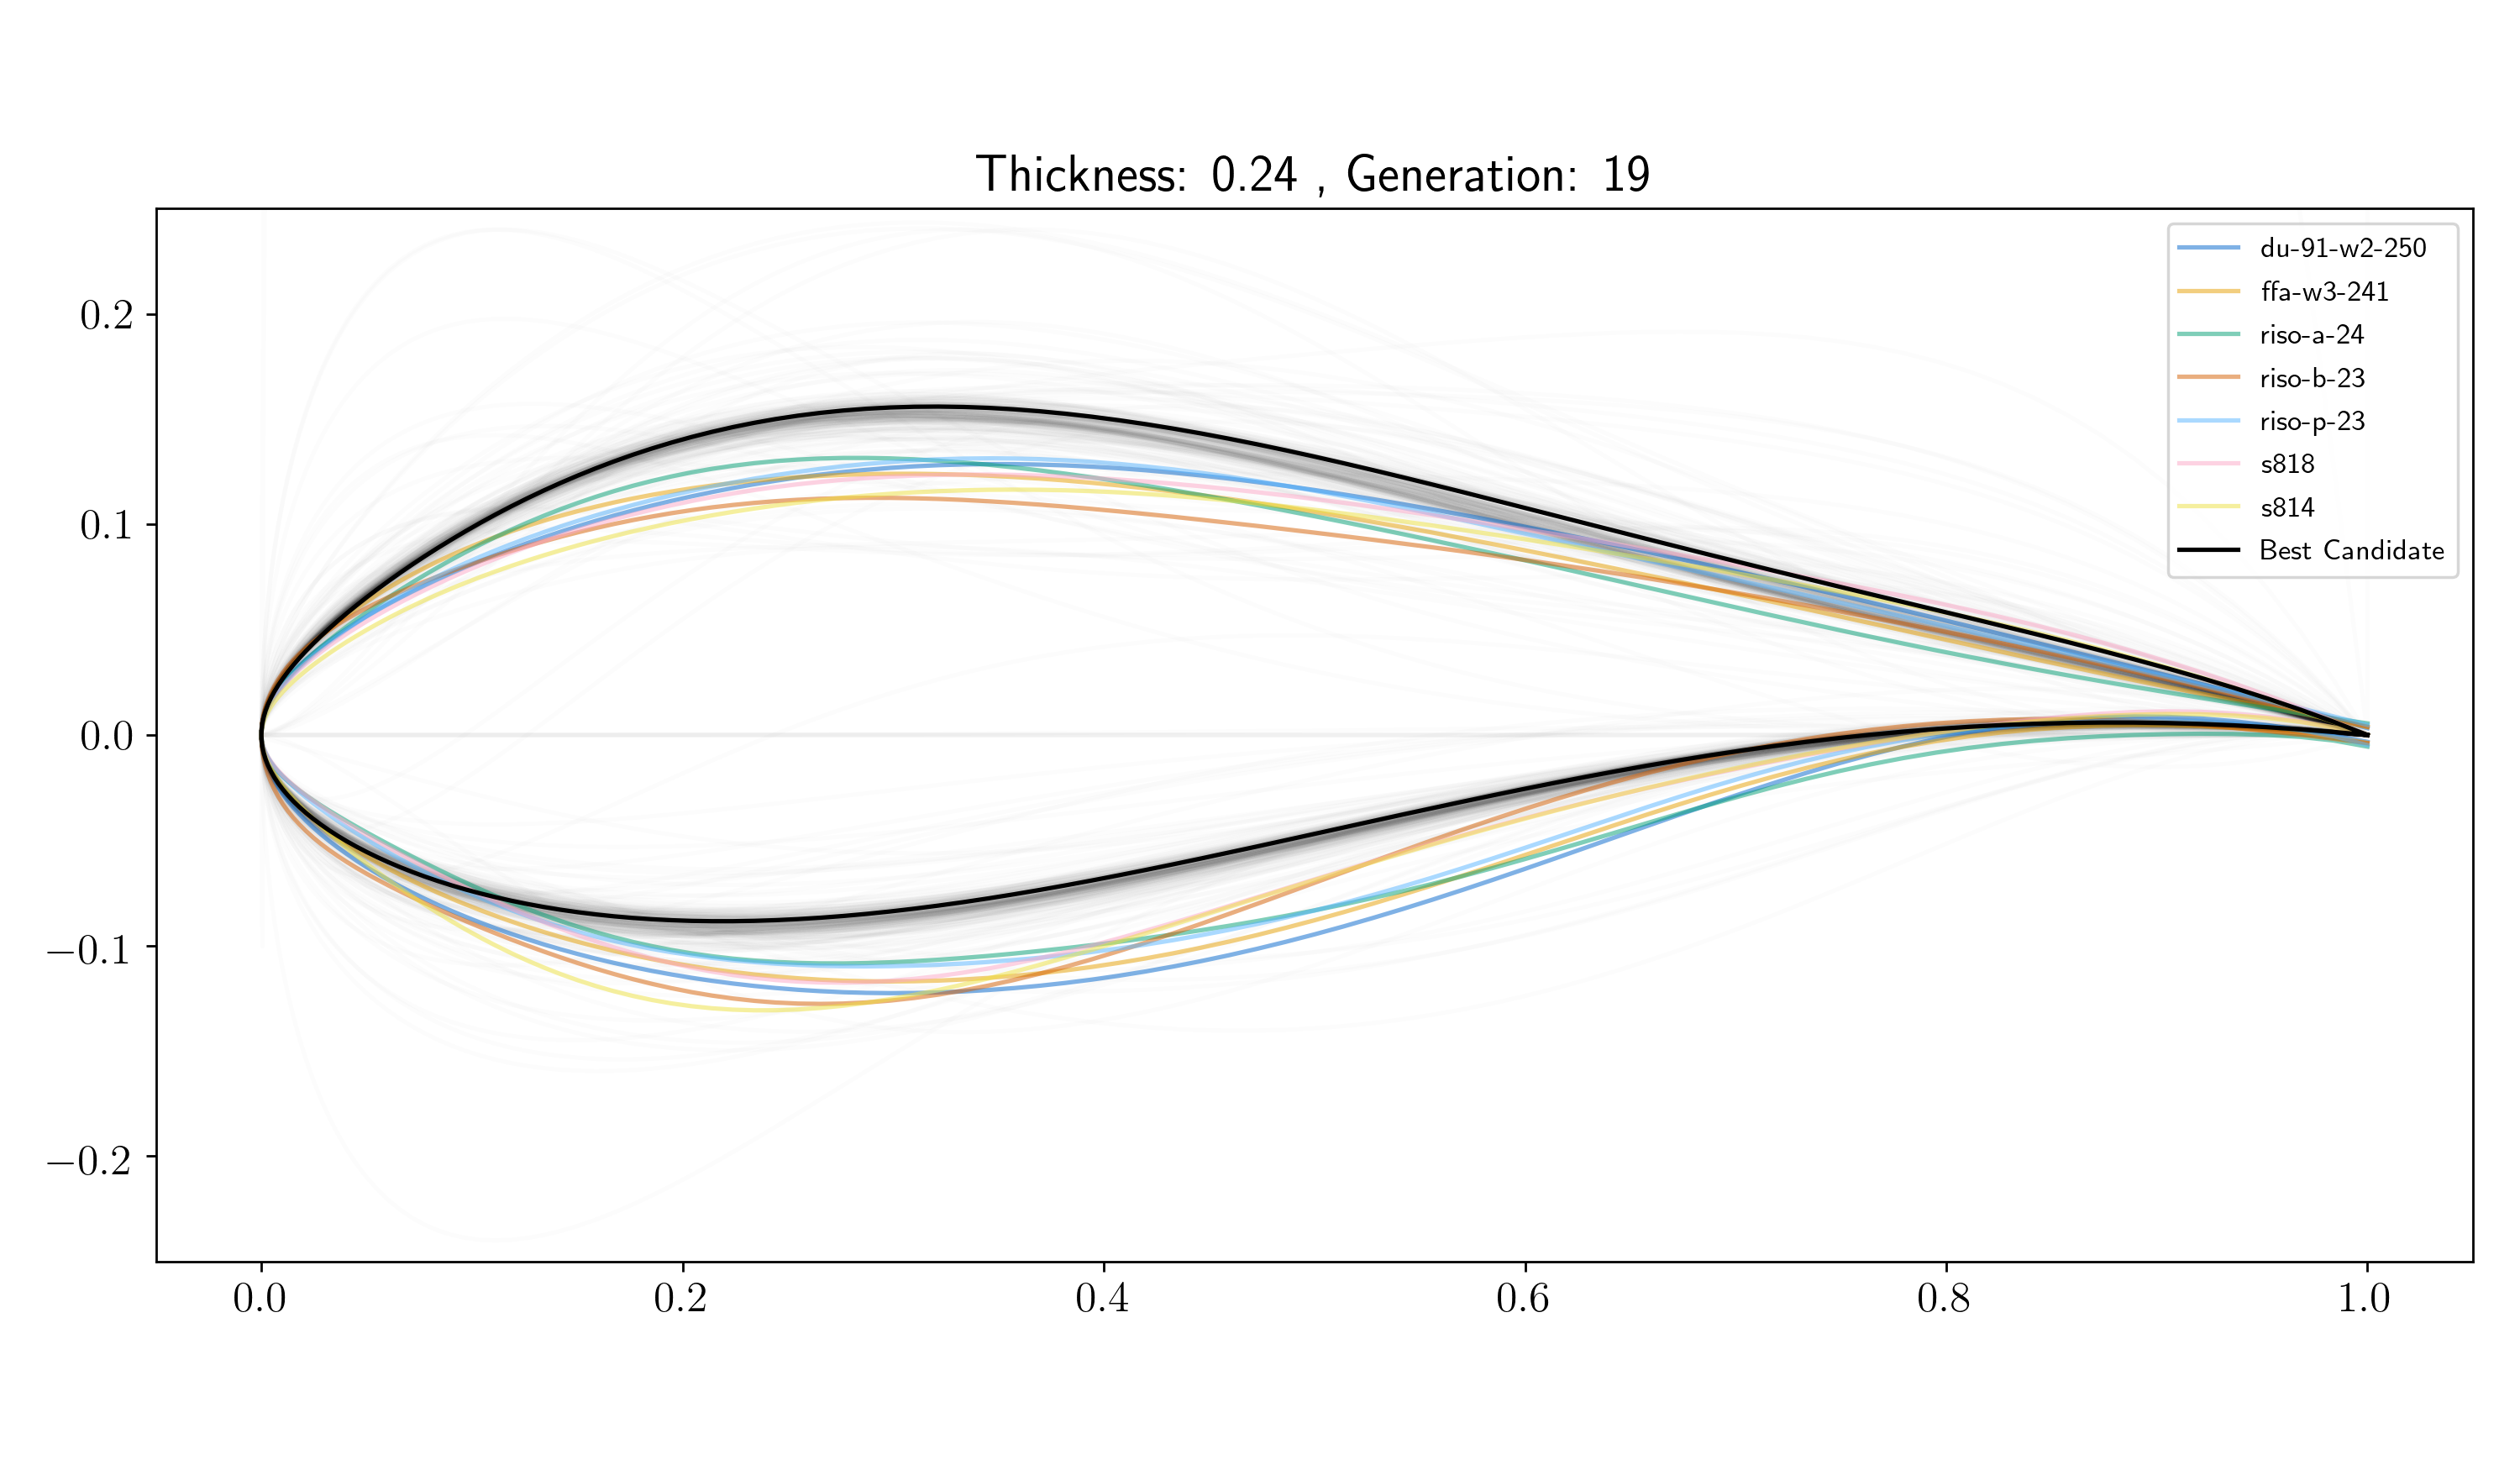 Thickness: 0.24 , Generation: 19
du-91-w2-250
ffa-w3-241
riso-a-24
riso-b-23
riso-p-23
s818
s814
Best Candidate
0.2
0.1
0.0
−0.1
−0.2
0.0 0.2 0.4 0.6 0.8 1.0